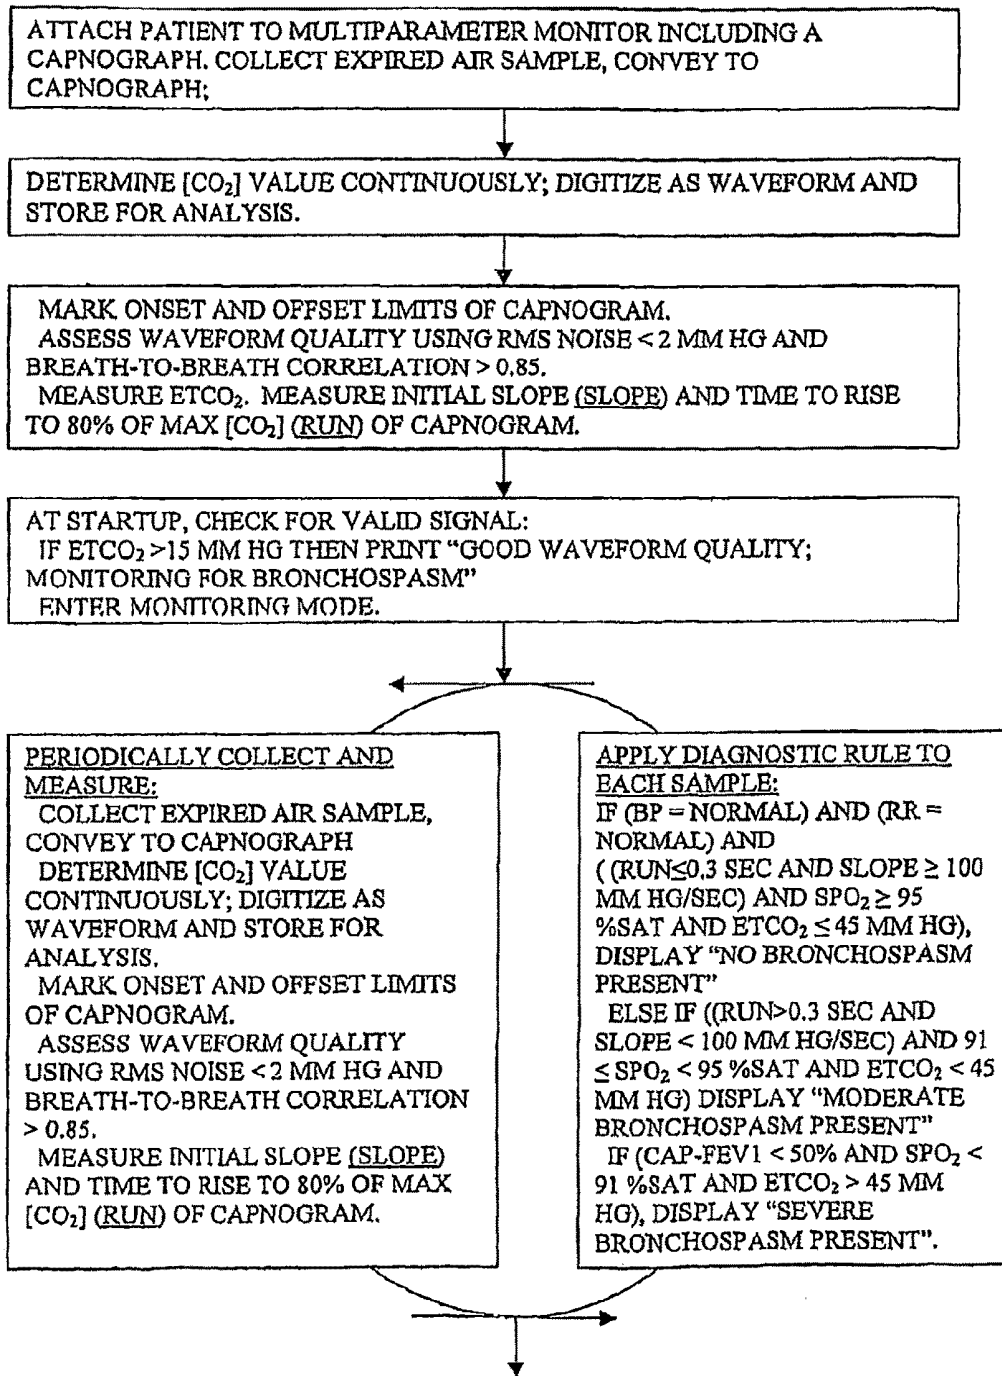 ATTACH PATIENT TO MULTIPARAMETER MONITOR INCLUDING A
CAPNOGRAPH. COLLECT EXPIRED AIR SAMPLE, CONVEY TO
CAPNOGRAPH;
DETERMINE [CO₂] VALUE CONTINUOUSLY; DIGITIZE AS WAVEFORM AND
STORE FOR ANALYSIS.
MARK ONSET AND OFFSET LIMITS OF CAPNOGRAM.
ASSESS WAVEFORM QUALITY USING RMS NOISE < 2 MM HG AND
BREATH-TO-BREATH CORRELATION > 0.85.
MEASURE ETCO₂. MEASURE INITIAL SLOPE (SLOPE) AND TIME TO RISE
TO 80% OF MAX [CO₂] (RUN) OF CAPNOGRAM.
AT STARTUP, CHECK FOR VALID SIGNAL:
IF ETCO₂ >15 MM HG THEN PRINT “GOOD WAVEFORM QUALITY;
MONITORING FOR BRONCHOSPASM”
ENTER MONITORING MODE.
PERIODICALLY COLLECT AND
MEASURE:
COLLECT EXPIRED AIR SAMPLE,
CONVEY TO CAPNOGRAPH
DETERMINE [CO₂] VALUE
CONTINUOUSLY; DIGITIZE AS
WAVEFORM AND STORE FOR
ANALYSIS.
MARK ONSET AND OFFSET LIMITS
OF CAPNOGRAM.
ASSESS WAVEFORM QUALITY
USING RMS NOISE < 2 MM HG AND
BREATH-TO-BREATH CORRELATION
> 0.85.
MEASURE INITIAL SLOPE (SLOPE)
AND TIME TO RISE TO 80% OF MAX
[CO₂] (RUN) OF CAPNOGRAM.
APPLY DIAGNOSTIC RULE TO
EACH SAMPLE:
IF (BP = NORMAL) AND (RR =
NORMAL) AND
( (RUN≤0.3 SEC AND SLOPE ≥ 100
MM HG/SEC) AND SPO₂ ≥ 95
%SAT AND ETCO₂ ≤ 45 MM HG),
DISPLAY “NO BRONCHOSPASM
PRESENT”
ELSE IF ((RUN>0.3 SEC AND
SLOPE < 100 MM HG/SEC) AND 91
≤ SPO₂ < 95 %SAT AND ETCO₂ < 45
MM HG) DISPLAY “MODERATE
BRONCHOSPASM PRESENT”
IF (CAP-FEV1 < 50% AND SPO₂ <
91 %SAT AND ETCO₂ > 45 MM
HG), DISPLAY “SEVERE
BRONCHOSPASM PRESENT”.